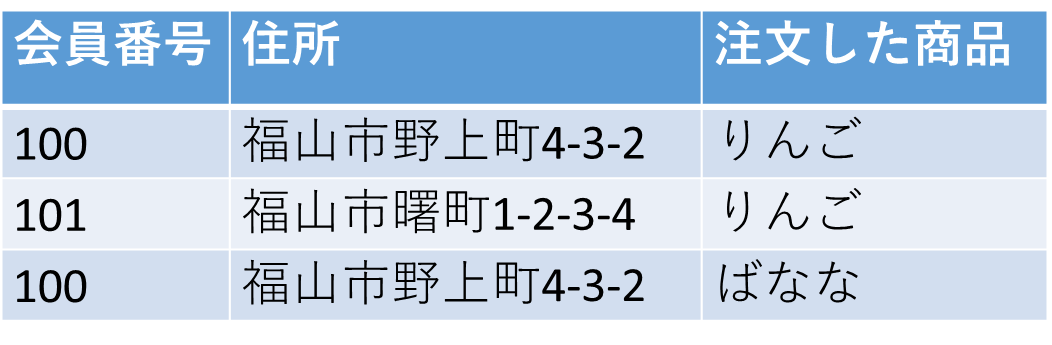 会員番号 住所 注文した商品
100 福山市野上町4-3-2 りんご
101 福山市曙町1-2-3-4 りんご
100 福山市野上町4-3-2 ばなな